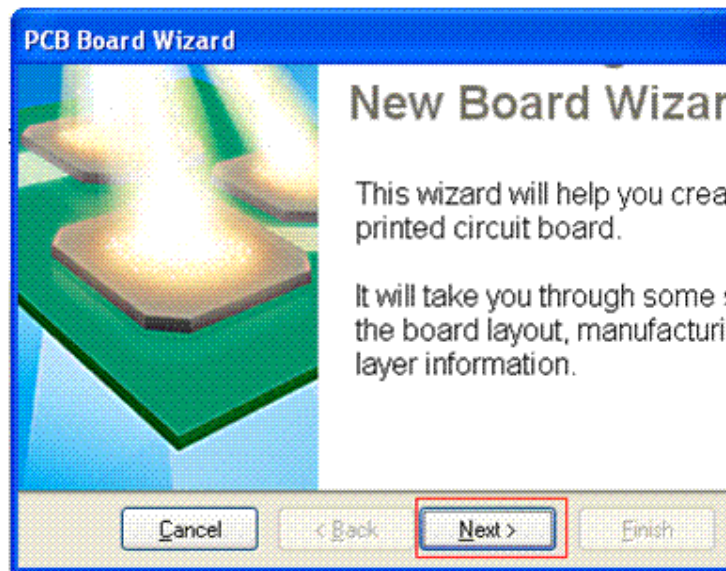 PCB Board Wizard
New Board Wizar
This wizard will help you crea
printed circuit board.
It will take you through some s
the board layout, manufacturi
layer information.
Cancel < Back Next > Finish